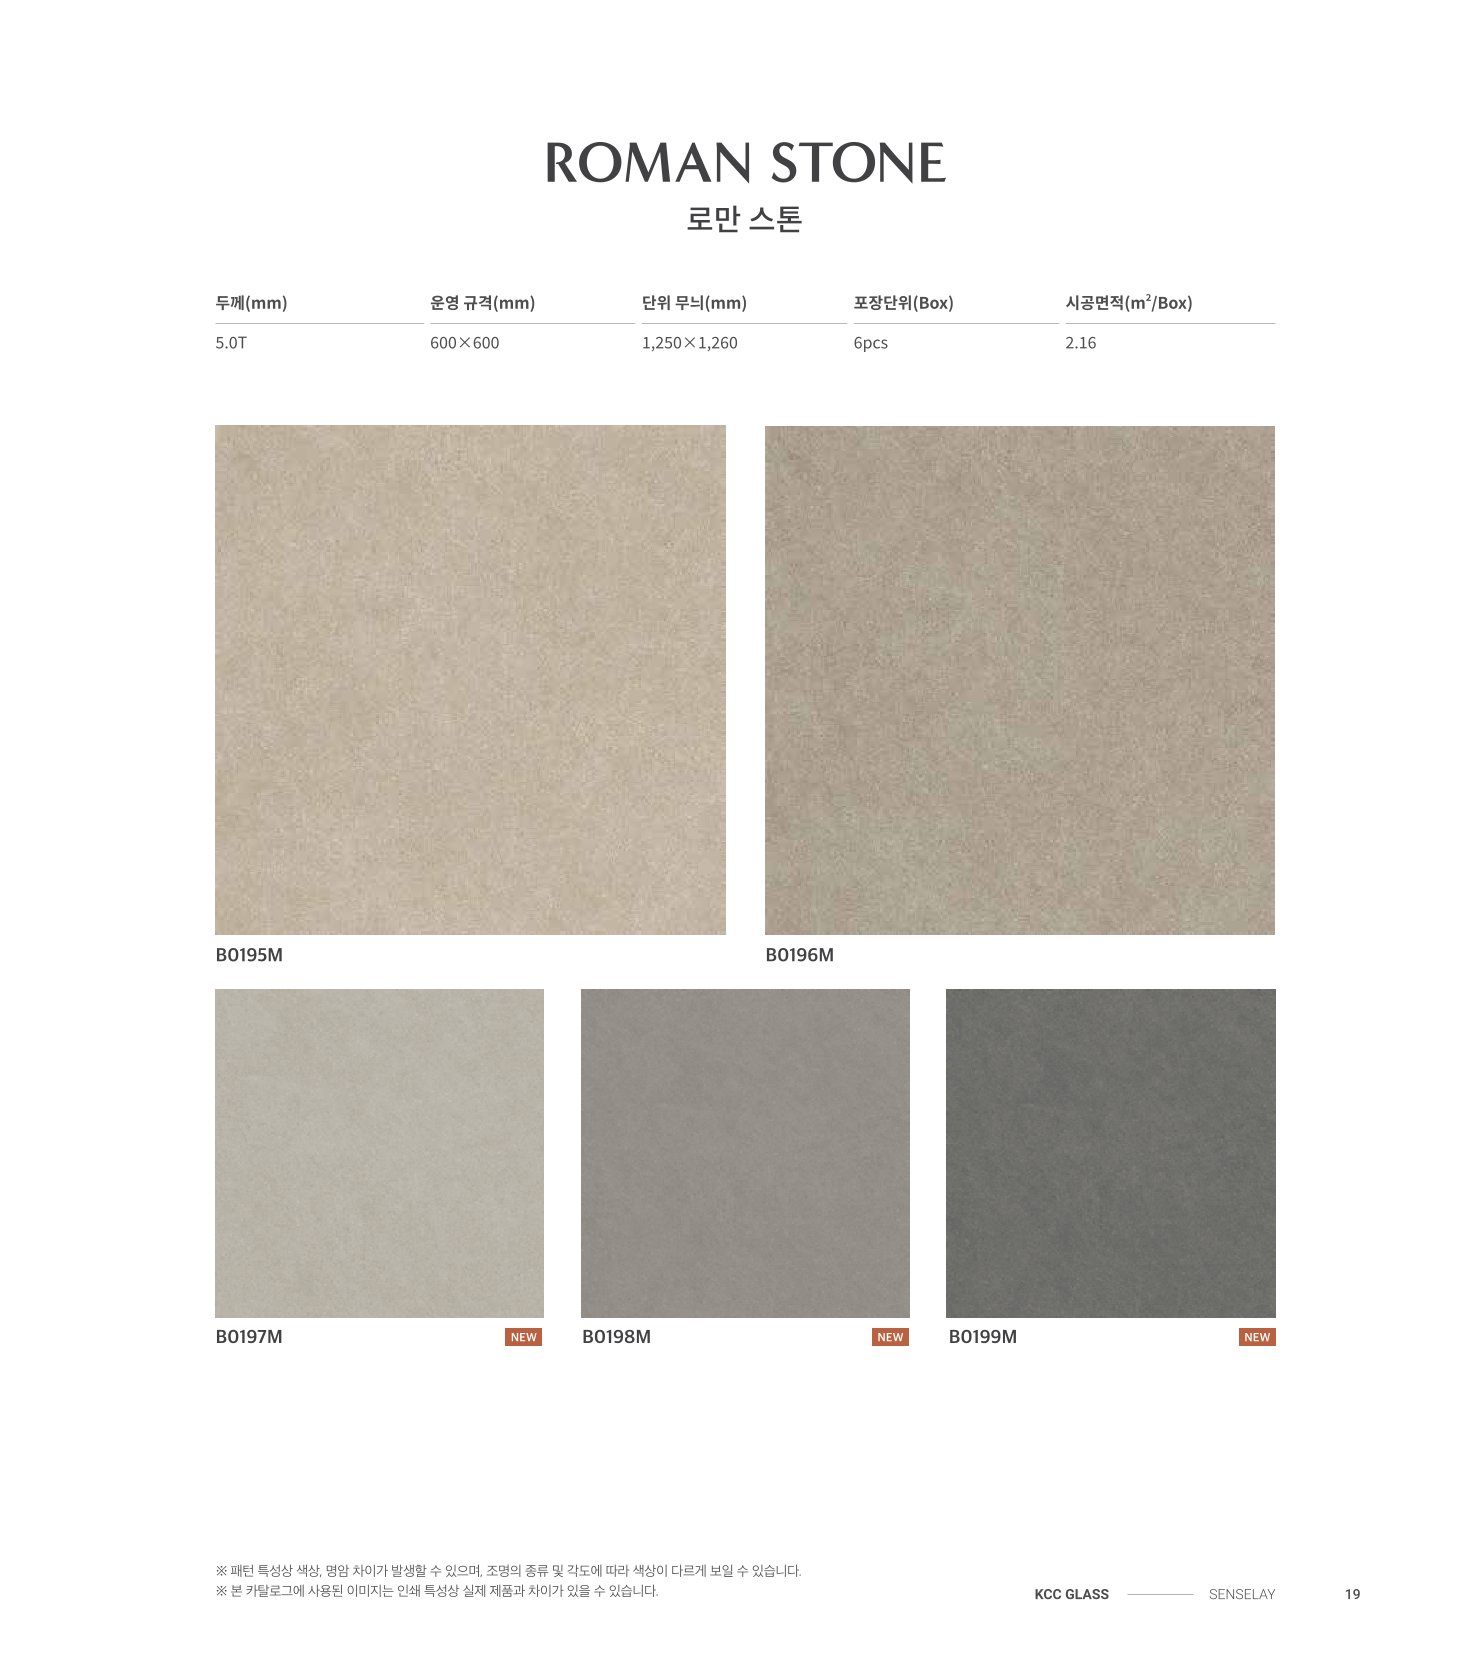 ROMAN STONE
로만 스톤
두께(mm) 운영 규격(mm) 단위 무늬(mm) 포장단위(Box) 시공면적(m²/Box)
5.0T 600×600 1,250×1,260 6pcs 2.16
B0195M B0196M
B0197M NEW B0198M NEW B0199M NEW
※ 패턴 특성상 색상, 명암 차이가 발생할 수 있으며, 조명의 종류 및 각도에 따라 색상이 다르게 보일 수 있습니다.
※ 본 카탈로그에 사용된 이미지는 인쇄 특성상 실제 제품과 차이가 있을 수 있습니다.
KCC GLASS SENSELAY 19